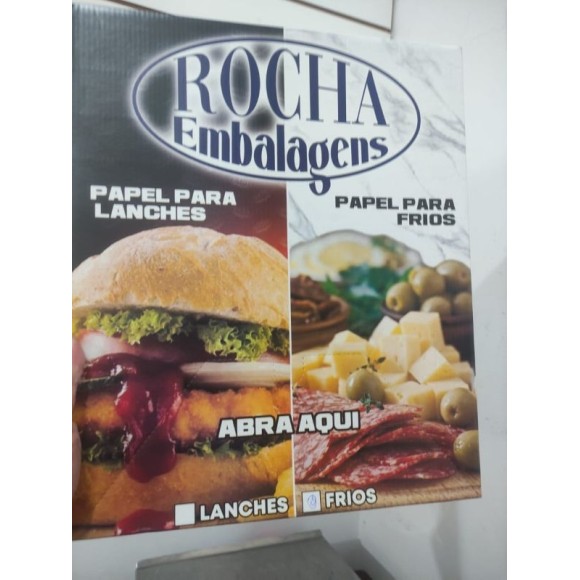 ROCHA
Embalagens
PAPEL PARA
LANCHES
PAPEL PARA
FRIOS
ABRA AQUI
LANCHES
FRIOS